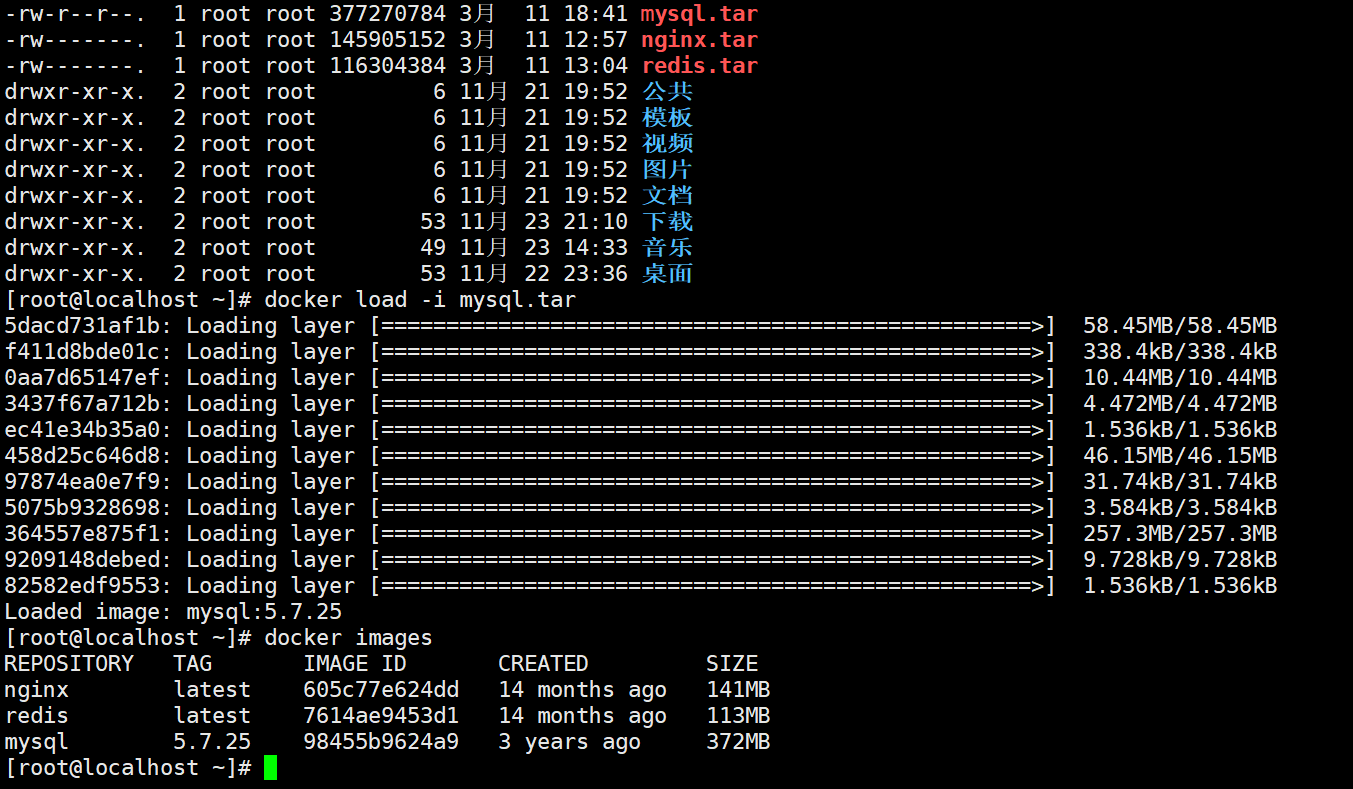 -rw-r--r--.  1 root root 377270784 3月  11 18:41 mysql.tar
-rw-------.  1 root root 145905152 3月  11 12:57 nginx.tar
-rw-------.  1 root root 116304384 3月  11 13:04 redis.tar
drwxr-xr-x.  2 root root         6 11月 21 19:52 公共
drwxr-xr-x.  2 root root         6 11月 21 19:52 模板
drwxr-xr-x.  2 root root         6 11月 21 19:52 视频
drwxr-xr-x.  2 root root         6 11月 21 19:52 图片
drwxr-xr-x.  2 root root         6 11月 21 19:52 文档
drwxr-xr-x.  2 root root        53 11月 23 21:10 下载
drwxr-xr-x.  2 root root        49 11月 23 14:33 音乐
drwxr-xr-x.  2 root root        53 11月 22 23:36 桌面
[root@localhost ~]# docker load -i mysql.tar
5dacd731af1b: Loading layer [==================================================>]  58.45MB/58.45MB
f411d8bde01c: Loading layer [==================================================>]  338.4kB/338.4kB
0aa7d65147ef: Loading layer [==================================================>]  10.44MB/10.44MB
3437f67a712b: Loading layer [==================================================>]  4.472MB/4.472MB
ec41e34b35a0: Loading layer [==================================================>]  1.536kB/1.536kB
458d25c646d8: Loading layer [==================================================>]  46.15MB/46.15MB
97874ea0e7f9: Loading layer [==================================================>]  31.74kB/31.74kB
5075b9328698: Loading layer [==================================================>]  3.584kB/3.584kB
364557e875f1: Loading layer [==================================================>]  257.3MB/257.3MB
9209148debed: Loading layer [==================================================>]  9.728kB/9.728kB
82582edf9553: Loading layer [==================================================>]  1.536kB/1.536kB
Loaded image: mysql:5.7.25
[root@localhost ~]# docker images
REPOSITORY   TAG       IMAGE ID       CREATED         SIZE
nginx        latest    605c77e624dd   14 months ago   141MB
redis        latest    7614ae9453d1   14 months ago   113MB
mysql        5.7.25    98455b9624a9   3 years ago     372MB
[root@localhost ~]#